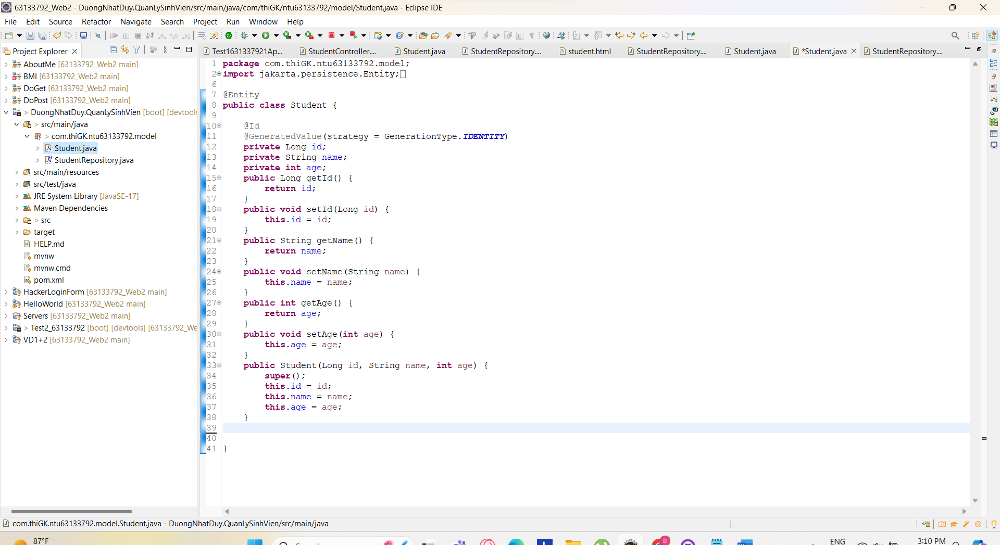 63133792_Web2 - DuongNhatDuy.QuanLySinhVien/src/main/java/com/thiGK/ntu63133792/model/Student.java - Eclipse IDE
File Edit Source Refactor Navigate Search Project Run Window Help
Project Explorer
AboutMe [63133792_Web2 main]
BMI [63133792_Web2 main]
DoGet [63133792_Web2 main]
DoPost [63133792_Web2 main]
> DuongNhatDuy.QuanLySinhVien [boot] [devtools
> src/main/java
> com.thiGK.ntu63133792.model
Student.java
StudentRepository.java
src/main/resources
src/test/java
JRE System Library [JavaSE-17]
Maven Dependencies
> src
target
HELP.md
mvnw
mvnw.cmd
pom.xml
HackerLoginForm [63133792_Web2 main]
HelloWorld [63133792_Web2 main]
Servers [63133792_Web2 main]
> Test2_63133792 [boot] [devtools] [63133792_We
VD1+2 [63133792_Web2 main]
Test1631337921Ap... StudentController.... Student.java StudentRepository.... student.html StudentRepository.... Student.java *Student.java StudentRepository....
1 package com.thiGK.ntu63133792.model;
2 import jakarta.persistence.Entity;
6
7 @Entity
8 public class Student {
9
10 @Id
11 @GeneratedValue(strategy = GenerationType.IDENTITY)
12 private Long id;
13 private String name;
14 private int age;
15 public Long getId() {
16 return id;
17 }
18 public void setId(Long id) {
19 this.id = id;
20 }
21 public String getName() {
22 return name;
23 }
24 public void setName(String name) {
25 this.name = name;
26 }
27 public int getAge() {
28 return age;
29 }
30 public void setAge(int age) {
31 this.age = age;
32 }
33 public Student(Long id, String name, int age) {
34 super();
35 this.id = id;
36 this.name = name;
37 this.age = age;
38 }
39
40
41 }
com.thiGK.ntu63133792.model.Student.java - DuongNhatDuy.QuanLySinhVien/src/main/java
87°F
ENG
3:10 PM